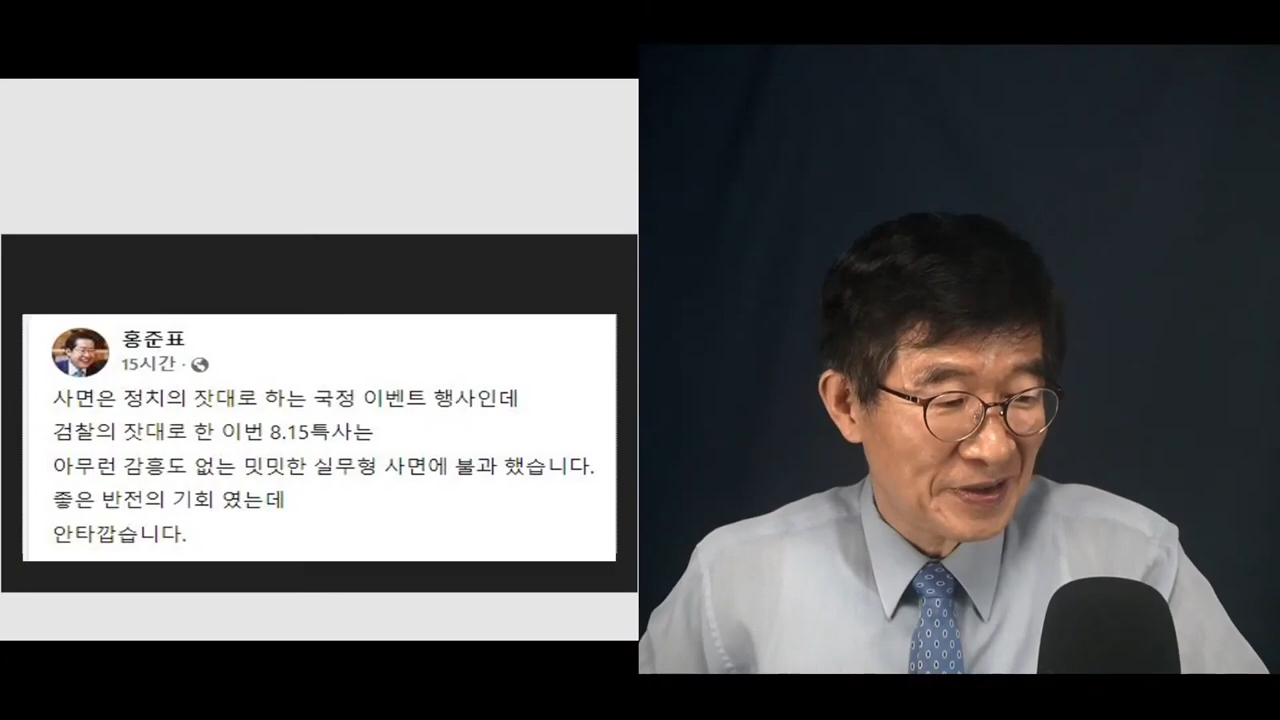 홍준표
15시간 ·
사면은 정치의 잣대로 하는 국정 이벤트 행사인데
검찰의 잣대로 한 이번 8.15특사는
아무런 감흥도 없는 밋밋한 실무형 사면에 불과 했습니다.
좋은 반전의 기회 였는데
안타깝습니다.